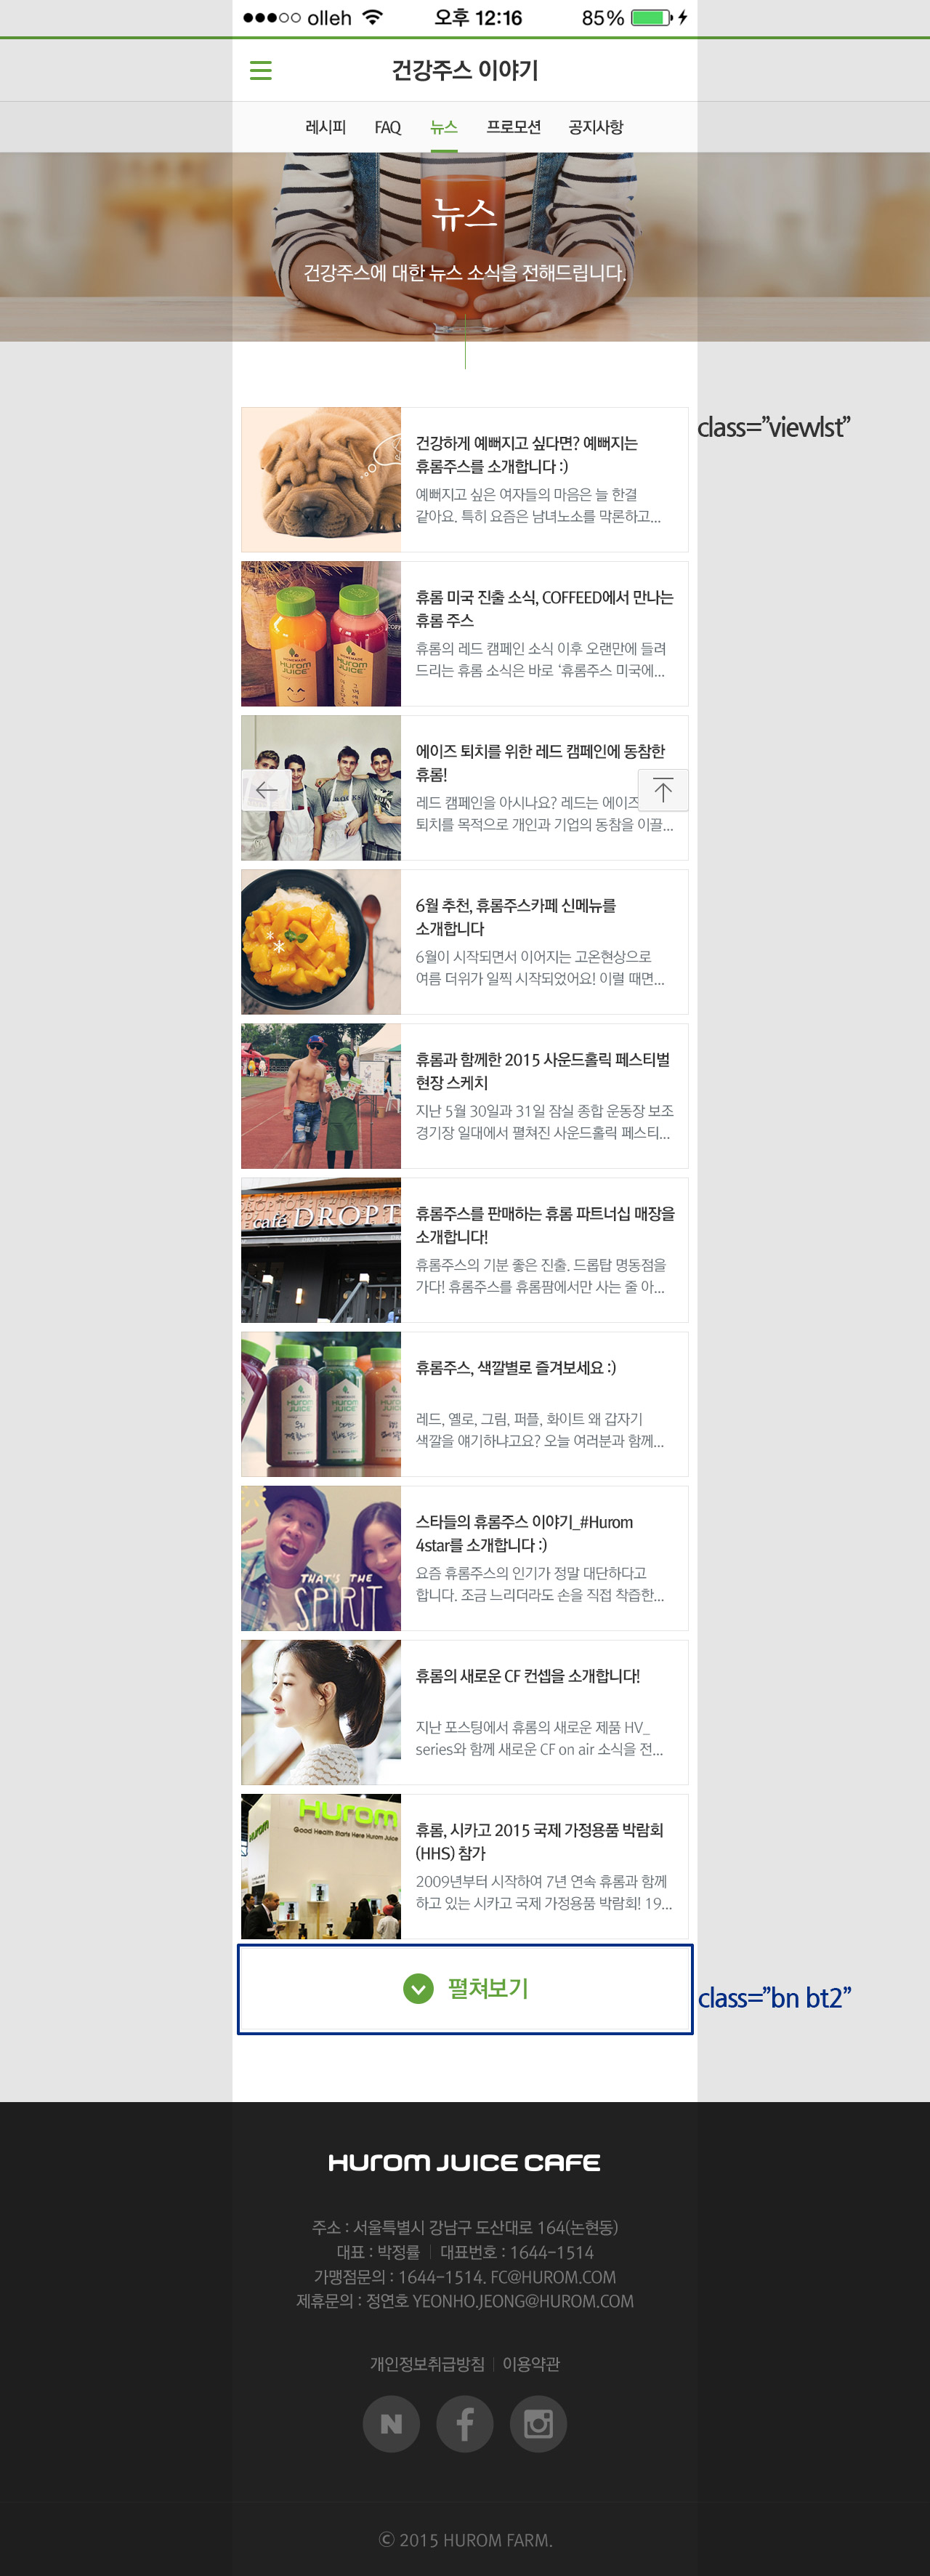 olleh 오후 12:16 85%
건강주스 이야기
레시피 FAQ 뉴스 프로모션 공지사항
뉴스
건강주스에 대한 뉴스 소식을 전해드립니다.
class=”viewlst”
건강하게 예뻐지고 싶다면? 예뻐지는
휴롬주스를 소개합니다 :)
예뻐지고 싶은 여자들의 마음은 늘 한결
같아요. 특히 요즘은 남녀노소를 막론하고...
Hurom
JUICE
Hurom
JUICE
휴롬 미국 진출 소식, COFFEED에서 만나는
휴롬 주스
휴롬의 레드 캠페인 소식 이후 오랜만에 들려
드리는 휴롬 소식은 바로 ‘휴롬주스 미국에...
에이즈 퇴치를 위한 레드 캠페인에 동참한
휴롬!
레드 캠페인을 아시나요? 레드는 에이즈
퇴치를 목적으로 개인과 기업의 동참을 이끌...
6월 추천, 휴롬주스카페 신메뉴를
소개합니다
6월이 시작되면서 이어지는 고온현상으로
여름 더위가 일찍 시작되었어요! 이럴 때면...
휴롬과 함께한 2015 사운드홀릭 페스티벌
현장 스케치
지난 5월 30일과 31일 잠실 종합 운동장 보조
경기장 일대에서 펼쳐진 사운드홀릭 페스티...
café DROPT
휴롬주스를 판매하는 휴롬 파트너십 매장을
소개합니다!
휴롬주스의 기분 좋은 진출. 드롭탑 명동점을
가다! 휴롬주스를 휴롬팜에서만 사는 줄 아...
Hurom
JUICE
Hurom
JUICE
휴롬주스, 색깔별로 즐겨보세요 :)
레드, 옐로, 그림, 퍼플, 화이트 왜 갑자기
색깔을 얘기하냐고요? 오늘 여러분과 함께...
THAT'S THE
SPIRIT
스타들의 휴롬주스 이야기_#Hurom
4star를 소개합니다 :)
요즘 휴롬주스의 인기가 정말 대단하다고
합니다. 조금 느리더라도 손을 직접 착즙한...
휴롬의 새로운 CF 컨셉을 소개합니다!
지난 포스팅에서 휴롬의 새로운 제품 HV_
series와 함께 새로운 CF on air 소식을 전...
Hurom
Good Health Starts Here Hurom Juice
Hurom
휴롬, 시카고 2015 국제 가정용품 박람회
(HHS) 참가
2009년부터 시작하여 7년 연속 휴롬과 함께
하고 있는 시카고 국제 가정용품 박람회! 19...
펼쳐보기
class=”bn bt2”
HUROM JUICE CAFE
주소 : 서울특별시 강남구 도산대로 164(논현동)
대표 : 박정률 | 대표번호 : 1644-1514
가맹점문의 : 1644-1514. FC@HUROM.COM
제휴문의 : 정연호 YEONHO.JEONG@HUROM.COM
개인정보취급방침 | 이용약관
© 2015 HUROM FARM.